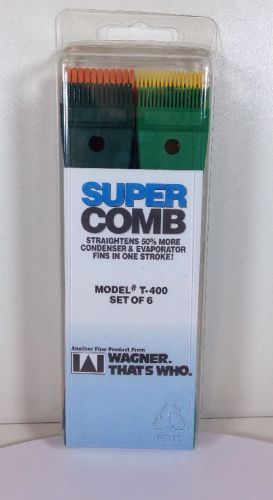 SUPER
COMB
STRAIGHTENS 50% MORE
CONDENSER & EVAPORATOR
FINS IN ONE STROKE!
MODEL# T-400
SET OF 6
Another Fine Product From
WAGNER.
THAT'S WHO.